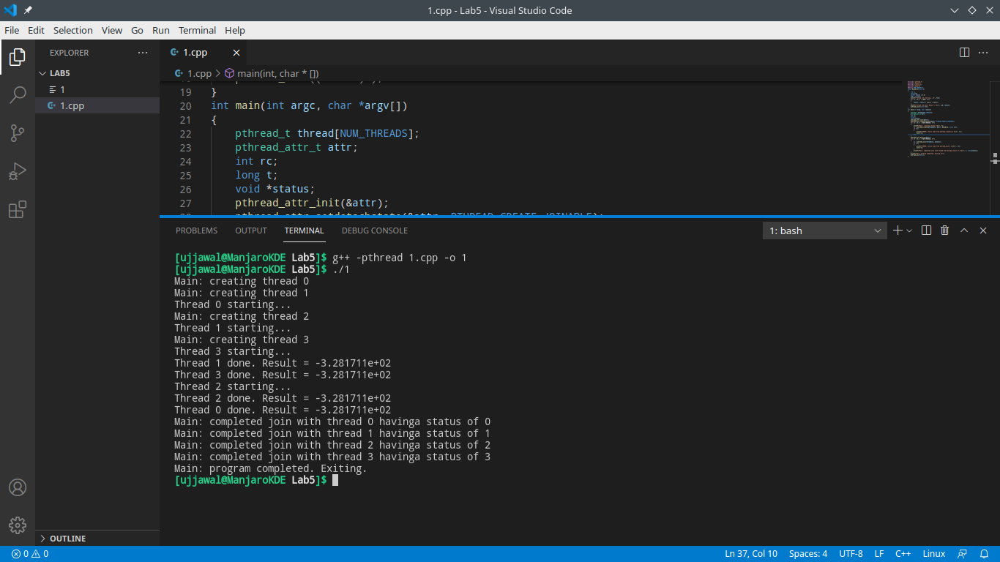 1.cpp - Lab5 - Visual Studio Code
File Edit Selection View Go Run Terminal Help
EXPLORER
LAB5
1
1.cpp
OUTLINE
1.cpp
1.cpp > main(int, char * [])
19 }
20 int main(int argc, char *argv[])
21 {
22 pthread_t thread[NUM_THREADS];
23 pthread_attr_t attr;
24 int rc;
25 long t;
26 void *status;
27 pthread_attr_init(&attr);
PROBLEMS OUTPUT TERMINAL DEBUG CONSOLE 1: bash
[ujjawal@ManjaroKDE Lab5]$ g++ -pthread 1.cpp -o 1
[ujjawal@ManjaroKDE Lab5]$ ./1
Main: creating thread 0
Main: creating thread 1
Thread 0 starting...
Main: creating thread 2
Thread 1 starting...
Main: creating thread 3
Thread 3 starting...
Thread 1 done. Result = -3.281711e+02
Thread 3 done. Result = -3.281711e+02
Thread 2 starting...
Thread 2 done. Result = -3.281711e+02
Thread 0 done. Result = -3.281711e+02
Main: completed join with thread 0 havinga status of 0
Main: completed join with thread 1 havinga status of 1
Main: completed join with thread 2 havinga status of 2
Main: completed join with thread 3 havinga status of 3
Main: program completed. Exiting.
[ujjawal@ManjaroKDE Lab5]$
0 0 Ln 37, Col 10 Spaces: 4 UTF-8 LF C++ Linux